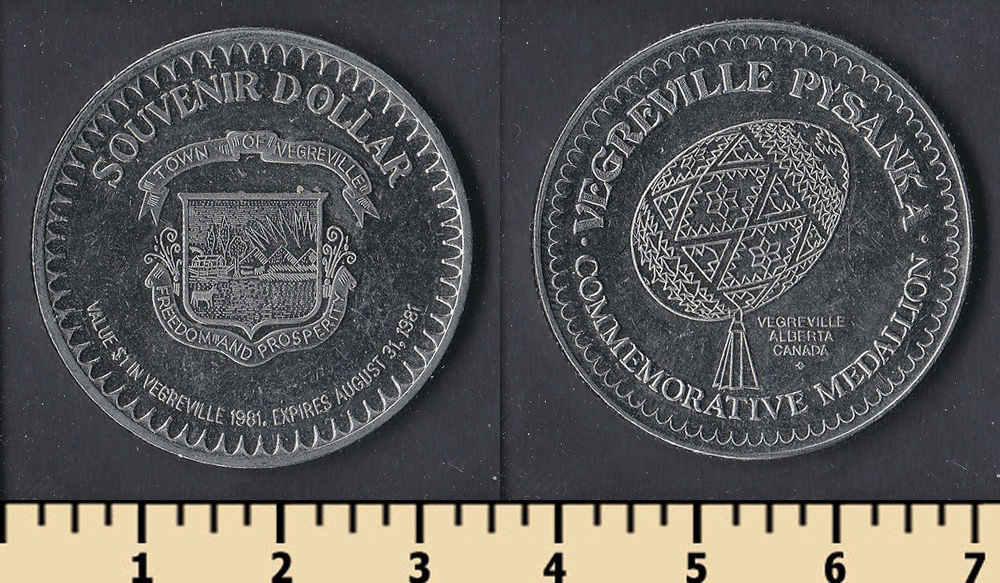 SOUVENIR DOLLAR
TOWN OF VEGREVILLE
FREEDOM AND PROSPERITY
VALUE $1 IN VEGREVILLE 1981. EXPIRES AUGUST 31, 1981
VEGREVILLE PYSANKA
VEGREVILLE
ALBERTA
CANADA
COMMEMORATIVE MEDALLION
1 2 3 4 5 6 7